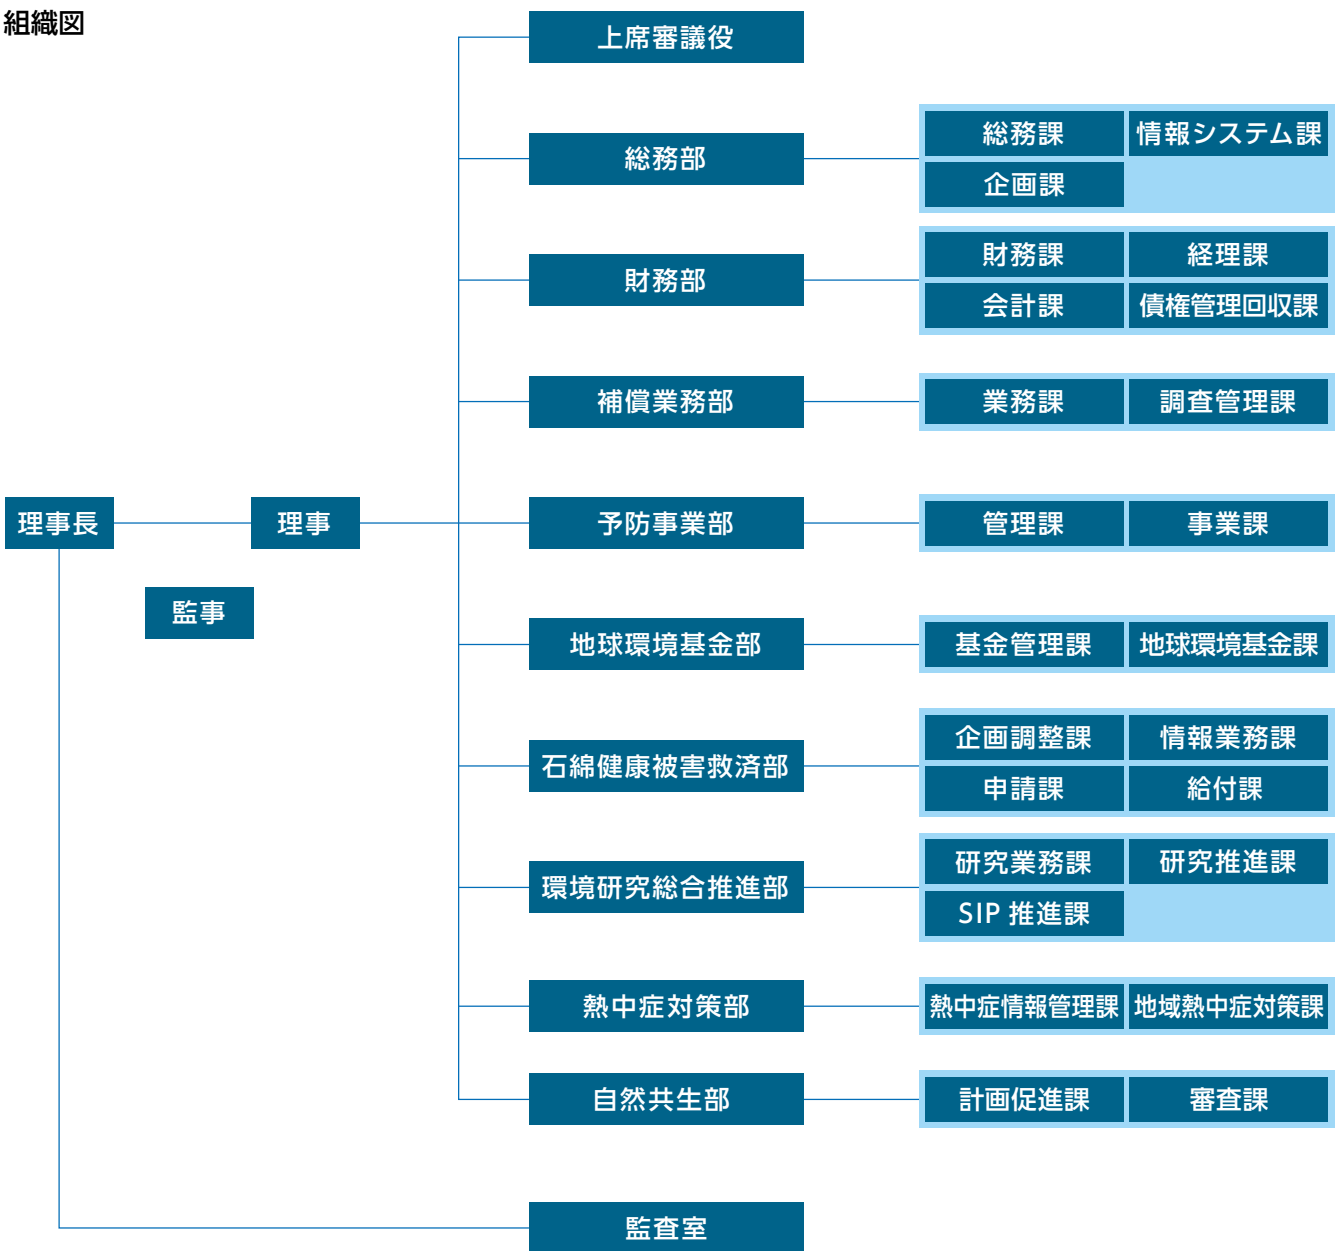 組織図
上席審議役
総務部
総務課
情報システム課
企画課
財務部
財務課
経理課
会計課
債権管理回収課
補償業務部
業務課
調査管理課
理事長
理事
予防事業部
管理課
事業課
監事
地球環境基金部
基金管理課
地球環境基金課
石綿健康被害救済部
企画調整課
情報業務課
申請課
給付課
環境研究総合推進部
研究業務課
研究推進課
SIP 推進課
熱中症対策部
熱中症情報管理課
地域熱中症対策課
自然共生部
計画促進課
審査課
監査室